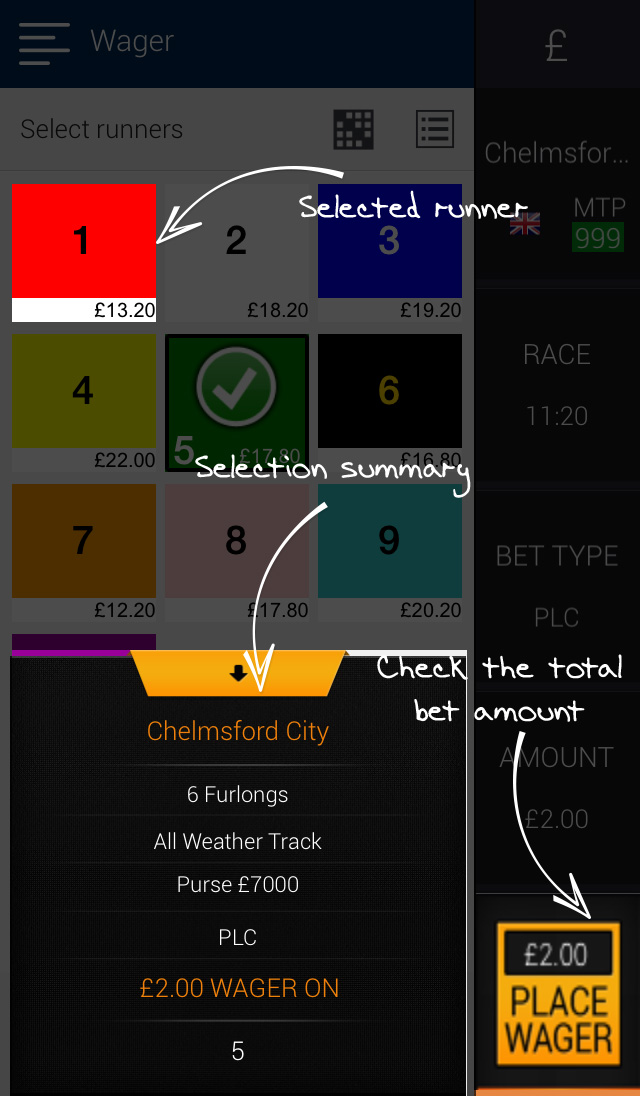 Wager
£
Select runners
Chelmsfor...
MTP
999
Selected runner
1
2
3
£13.20
£18.20
£19.20
RACE
11:20
4
5
6
£22.00
£17.80
£16.80
Selection summary
7
8
9
£12.20
£17.80
£20.20
BET TYPE
PLC
Check the total
bet amount
AMOUNT
£2.00
Chelmsford City
6 Furlongs
All Weather Track
Purse £7000
PLC
£2.00 WAGER ON
5
£2.00
PLACE
WAGER